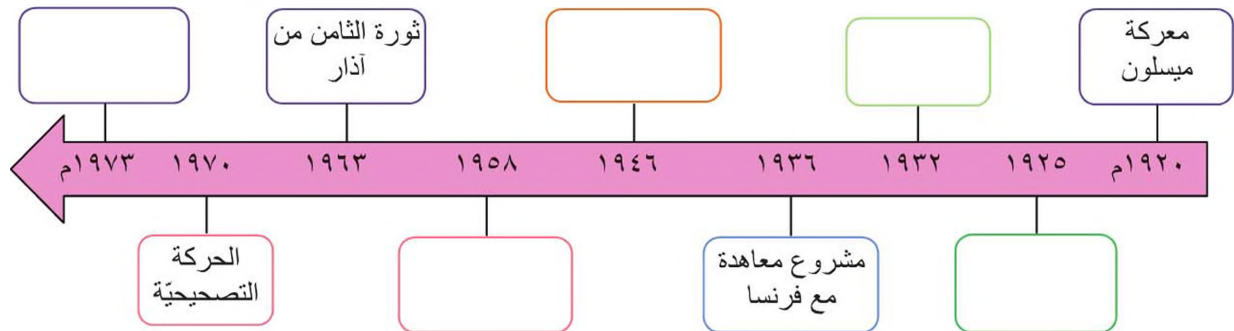 معركة
ميسلون
ثورة الثامن من
آذار
١٩٢٠م ١٩٢٥ ١٩٣٢ ١٩٣٦ ١٩٤٦ ١٩٥٨ ١٩٦٣ ١٩٧٠ ١٩٧٣م
مشروع معاهدة
مع فرنسا
الحركة
التصحيحيّة